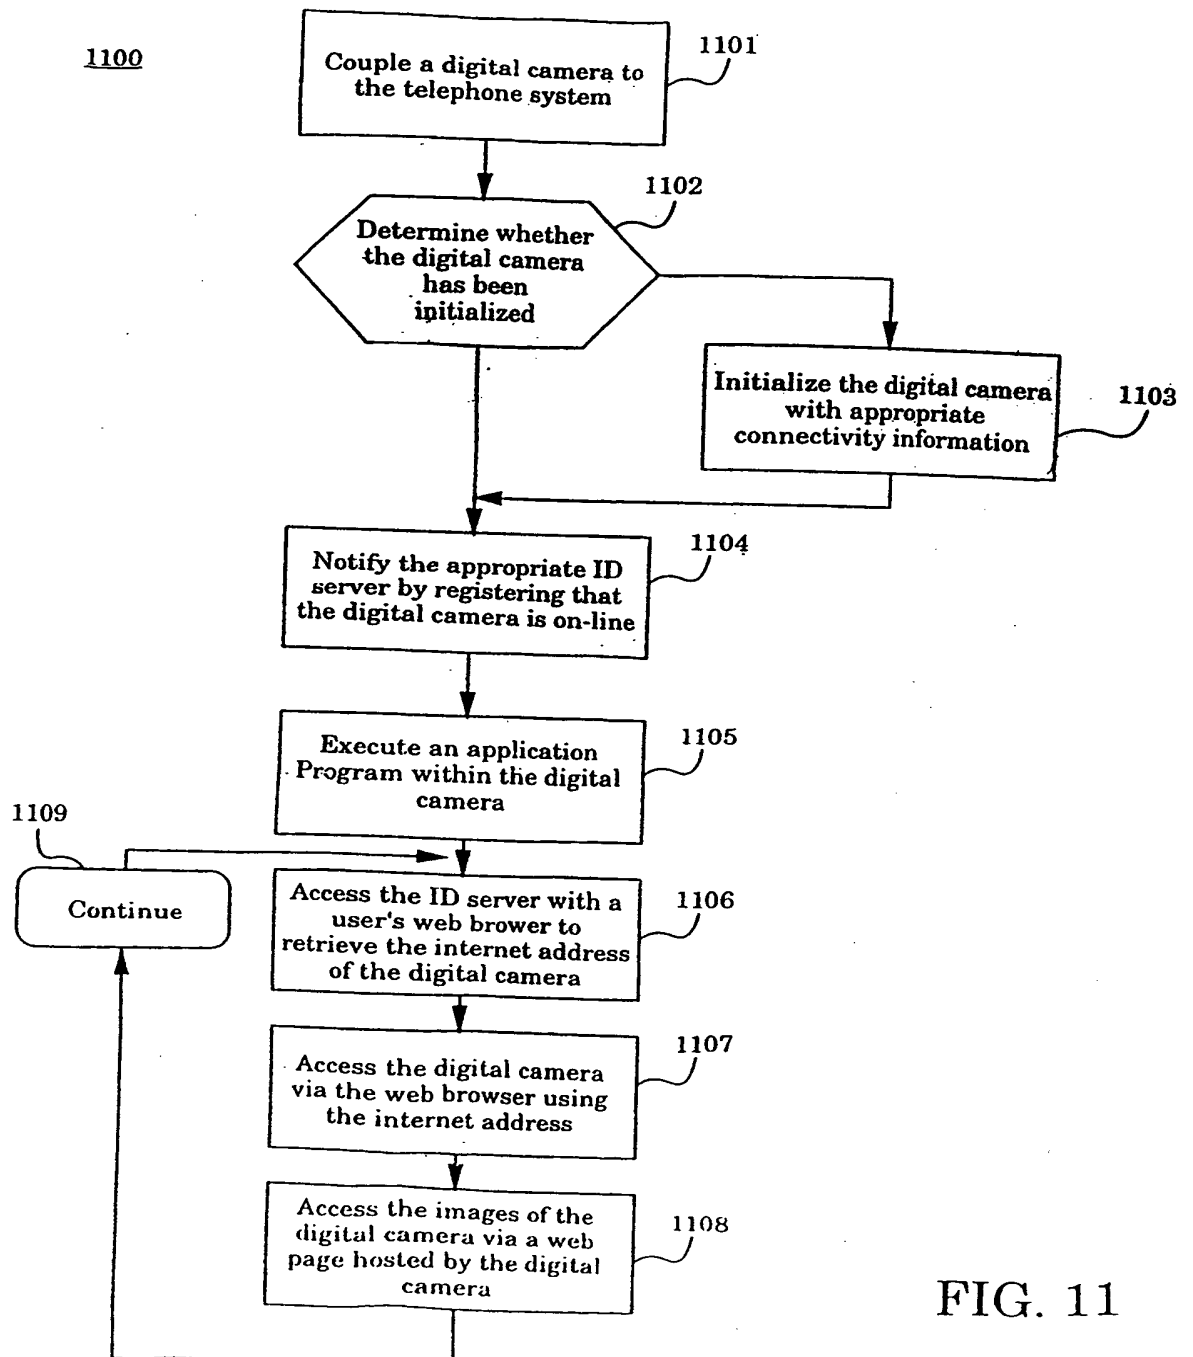 1100
1101
Couple a digital camera to
the telephone system
1102
Determine whether
the digital camera
has been
initialized
Initialize the digital camera
with appropriate
connectivity information
1103
1104
Notify the appropriate ID
server by registering that
the digital camera is on-line
1105
Execute an application
Program within the digital
camera
1109
Continue
1106
Access the ID server with a
user's web brower to
retrieve the internet address
of the digital camera
1107
Access the digital camera
via the web browser using
the internet address
1108
Access the images of the
digital camera via a web
page hosted by the digital
camera
FIG. 11